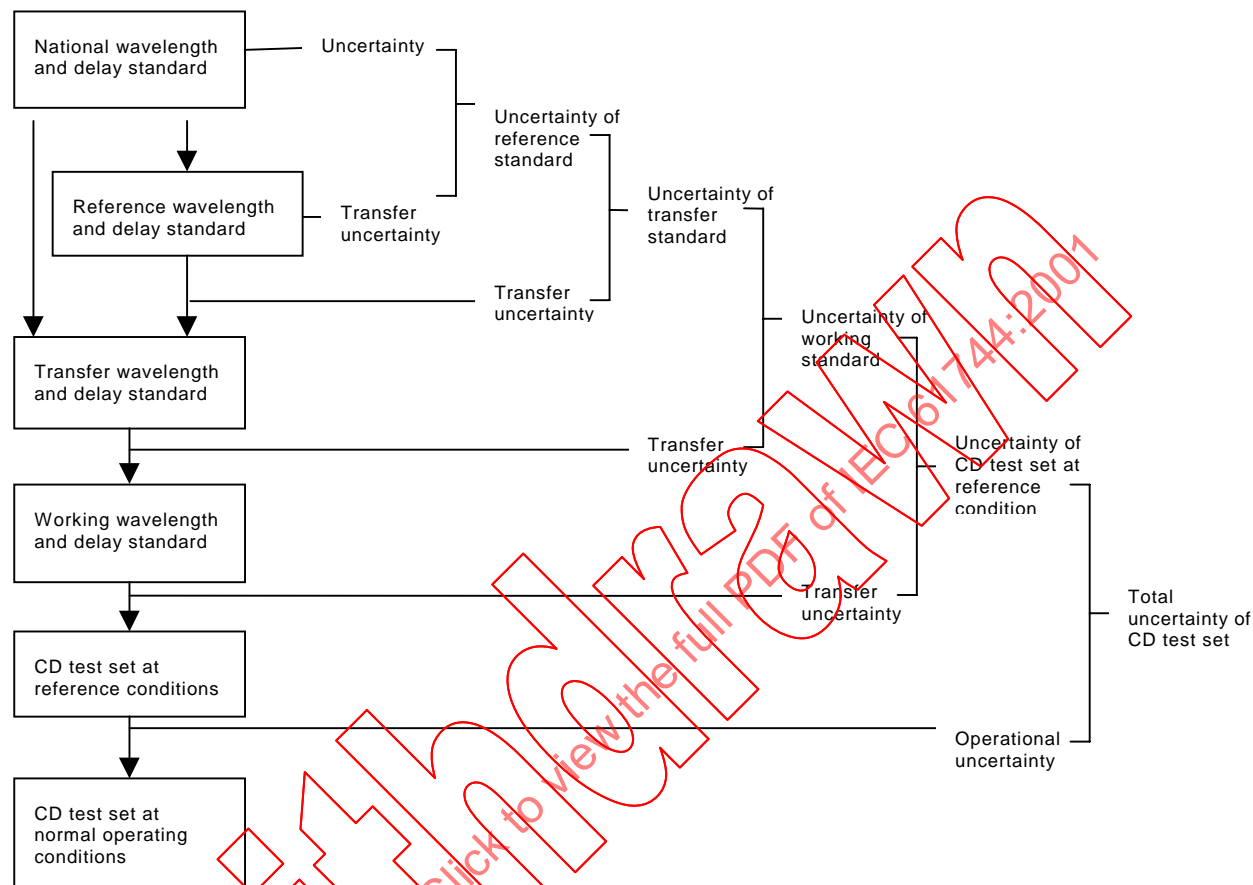 National wavelength
and delay standard
Uncertainty
Uncertainty of
reference
standard
Reference wavelength
and delay standard
Transfer
uncertainty
Uncertainty of
transfer
standard
Transfer
uncertainty
Uncertainty of
working
standard
Transfer wavelength
and delay standard
Transfer
uncertainty
Uncertainty of
CD test set at
reference
condition
Working wavelength
and delay standard
Transfer
uncertainty
Total
uncertainty of
CD test set
CD test set at
reference conditions
Operational
uncertainty
CD test set at
normal operating
conditions
ithdrawn
Click to view the full PDF of IEC 61744:2001